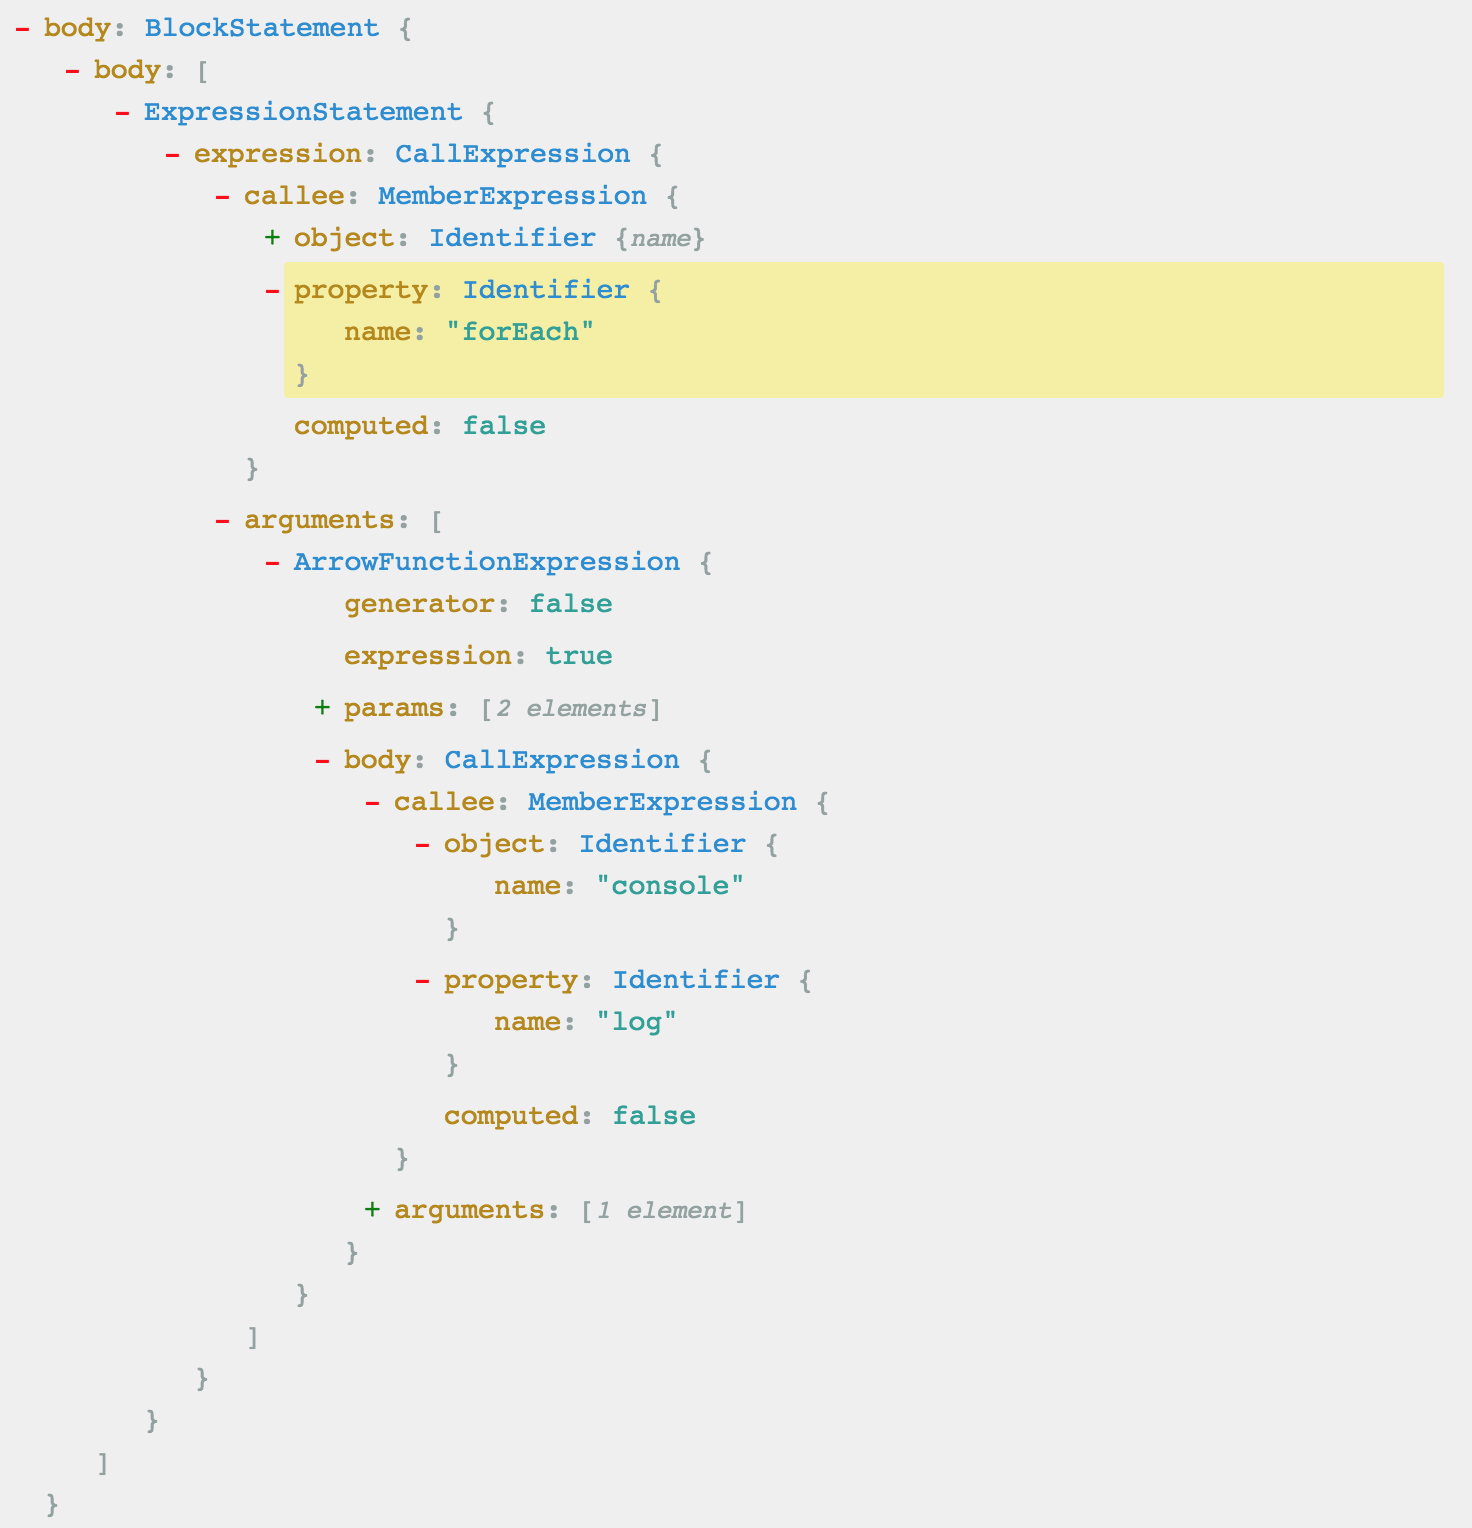 - body: BlockStatement {
- body: [
- ExpressionStatement {
- expression: CallExpression {
- callee: MemberExpression {
+ object: Identifier {name}
- property: Identifier {
name: "forEach"
}
computed: false
}
- arguments: [
- ArrowFunctionExpression {
generator: false
expression: true
+ params: [2 elements]
- body: CallExpression {
- callee: MemberExpression {
- object: Identifier {
name: "console"
}
- property: Identifier {
name: "log"
}
computed: false
}
+ arguments: [1 element]
}
}
]
}
}
]
}